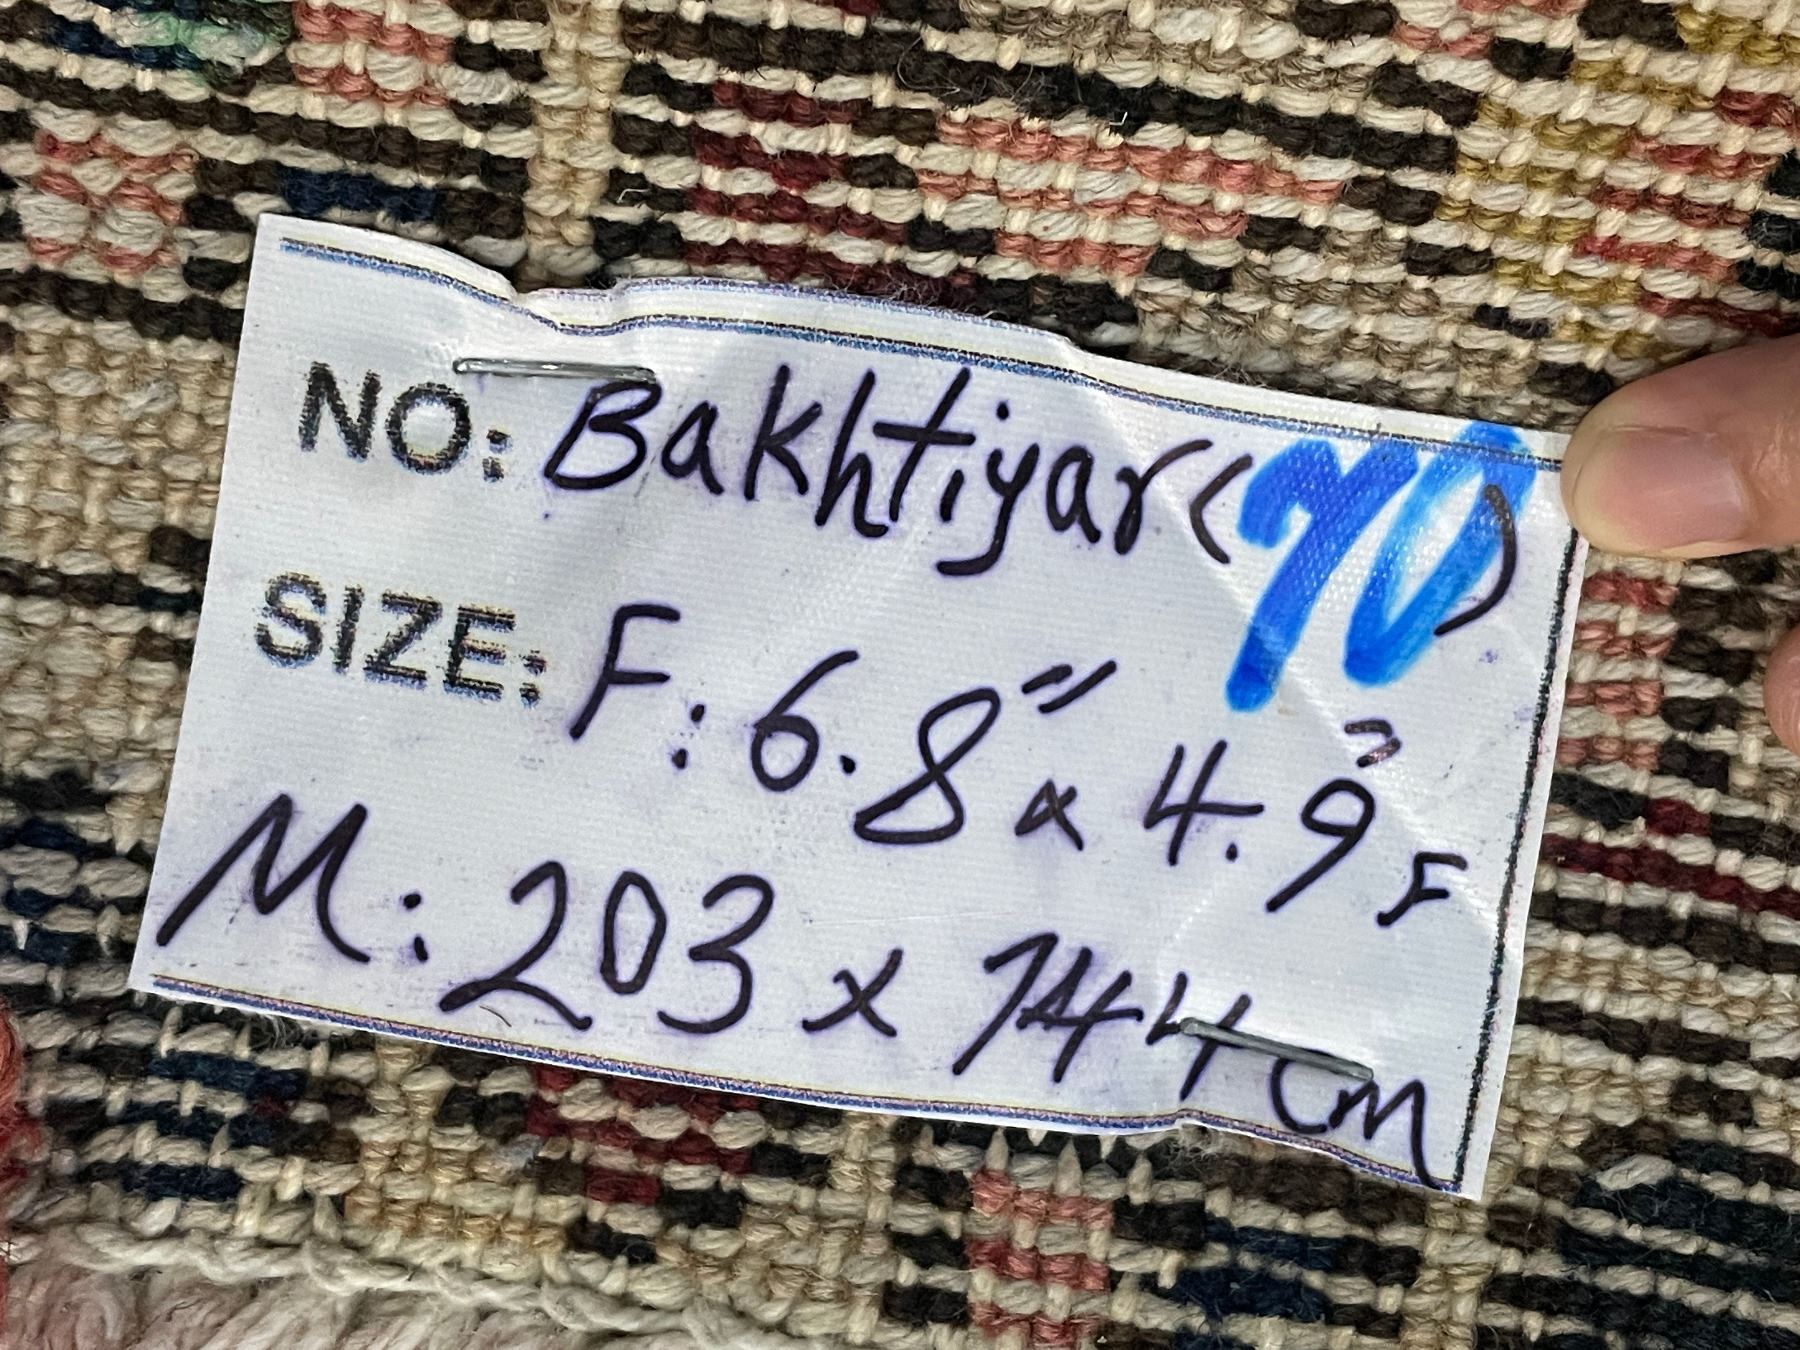 NO: Bakhtiyar (70)
SIZE: F: 6.8" x 4.9" F
M: 203 x 144 cm